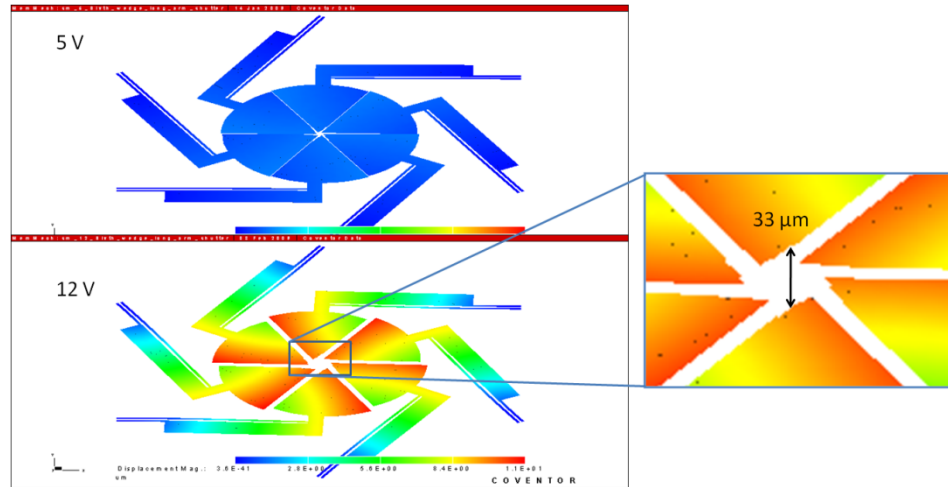 5 V
12 V
33 μm
Displacement Mag.: 3.6E-41 2.8E+00 5.6E+00 8.4E+00 1.1E+01
um
COVENTOR